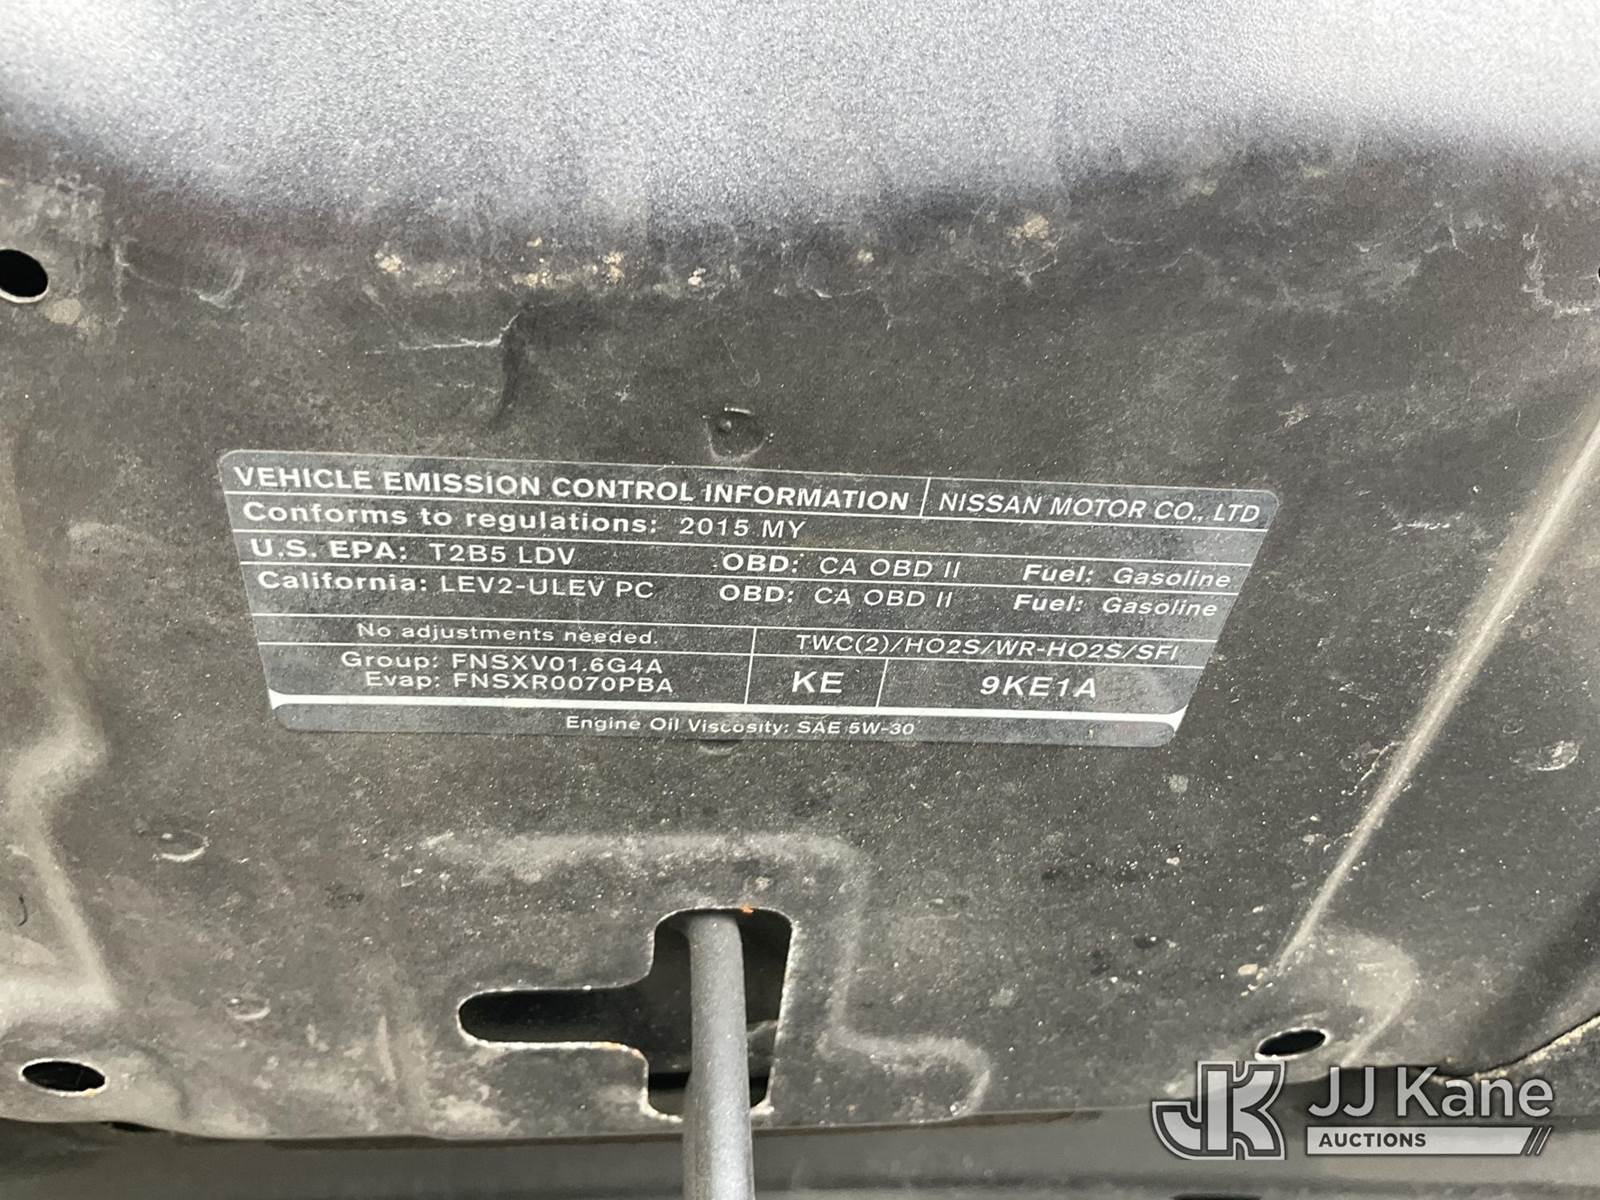 VEHICLE EMISSION CONTROL INFORMATION NISSAN MOTOR CO., LTD
Conforms to regulations: 2015 MY
U.S. EPA: T2B5 LDV OBD: CA OBD II Fuel: Gasoline
California: LEV2-ULEV PC OBD: CA OBD II Fuel: Gasoline
No adjustments needed. TWC(2)/HO2S/WR-HO2S/SFI
Group: FNSXV01.6G4A
Evap: FNSXR0070PBA KE 9KE1A
Engine Oil Viscosity: SAE 5W-30
JK JJ Kane
AUCTIONS